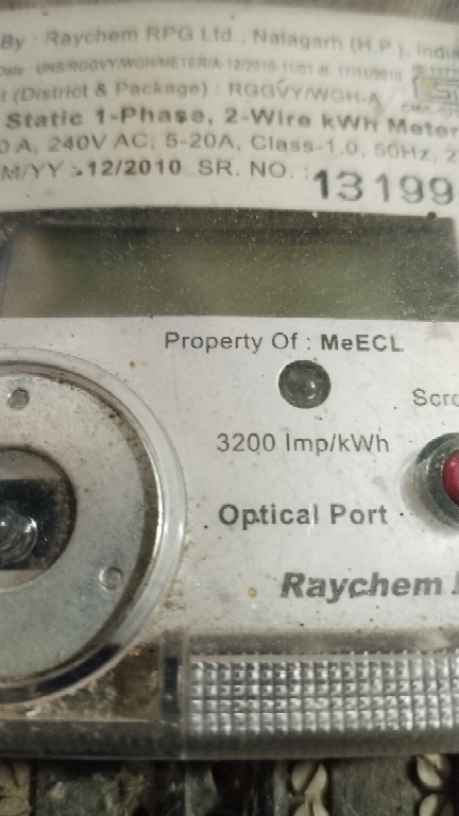 By : Raychem RPG Ltd., Nalagarh (H.P.), India
(District & Package) : RGGVY/WGH-A
Static 1-Phase, 2-Wire kWh Meter
A, 240V AC, 5-20A, Class-1.0, 50Hz,
M/YY : 12/2010 SR. NO. : 13199
Property Of : MeECL
Scro
3200 Imp/kWh
Optical Port
Raychem